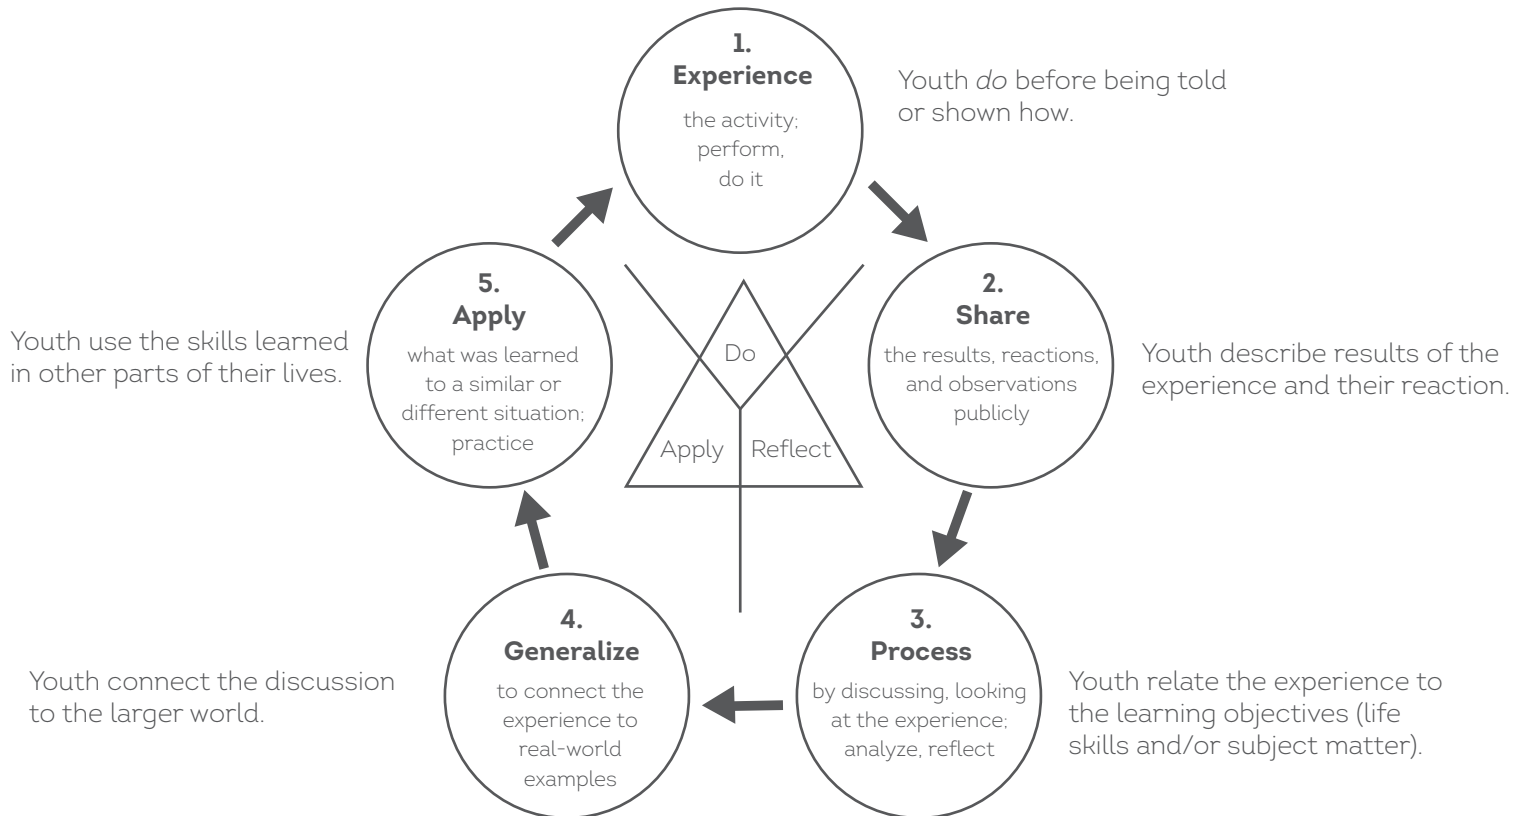 1.
Experience
the activity;
perform,
do it
Youth do before being told
or shown how.
2.
Share
the results, reactions,
and observations
publicly
Youth describe results of the
experience and their reaction.
3.
Process
by discussing, looking
at the experience;
analyze, reflect
Youth relate the experience to
the learning objectives (life
skills and/or subject matter).
4.
Generalize
to connect the
experience to
real-world
examples
Youth connect the discussion
to the larger world.
5.
Apply
what was learned
to a similar or
different situation;
practice
Youth use the skills learned
in other parts of their lives.
Do
Apply
Reflect